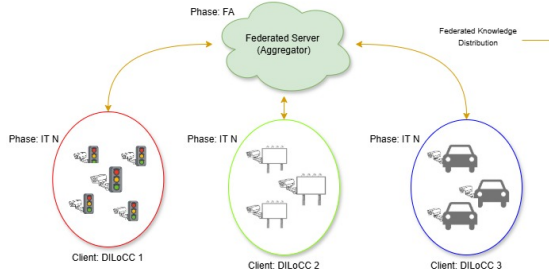 Phase: FA
Federated Server
(Aggregator)
Federated Knowledge
Distribution
Phase: IT N
Phase: IT N
Phase: IT N
Client: DILoCC 1
Client: DILoCC 2
Client: DILoCC 3